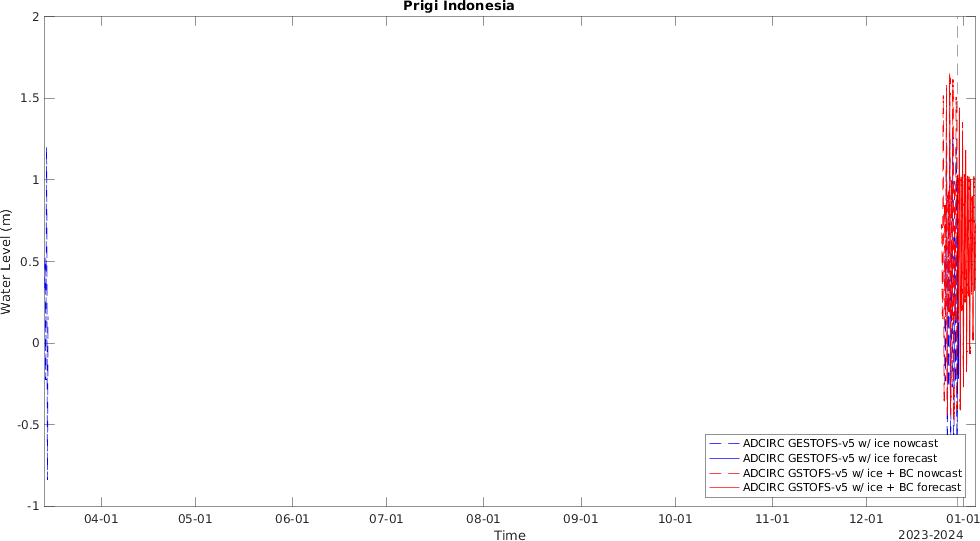 Prigi Indonesia
2
1.5
1
0.5
0
-0.5
-1
Water Level (m)
04-01
05-01
06-01
07-01
08-01
09-01
10-01
11-01
12-01
01-01
Time
2023-2024
ADCIRC GESTOFS-v5 w/ ice nowcast
ADCIRC GESTOFS-v5 w/ ice forecast
ADCIRC GSTOFS-v5 w/ ice + BC nowcast
ADCIRC GSTOFS-v5 w/ ice + BC forecast